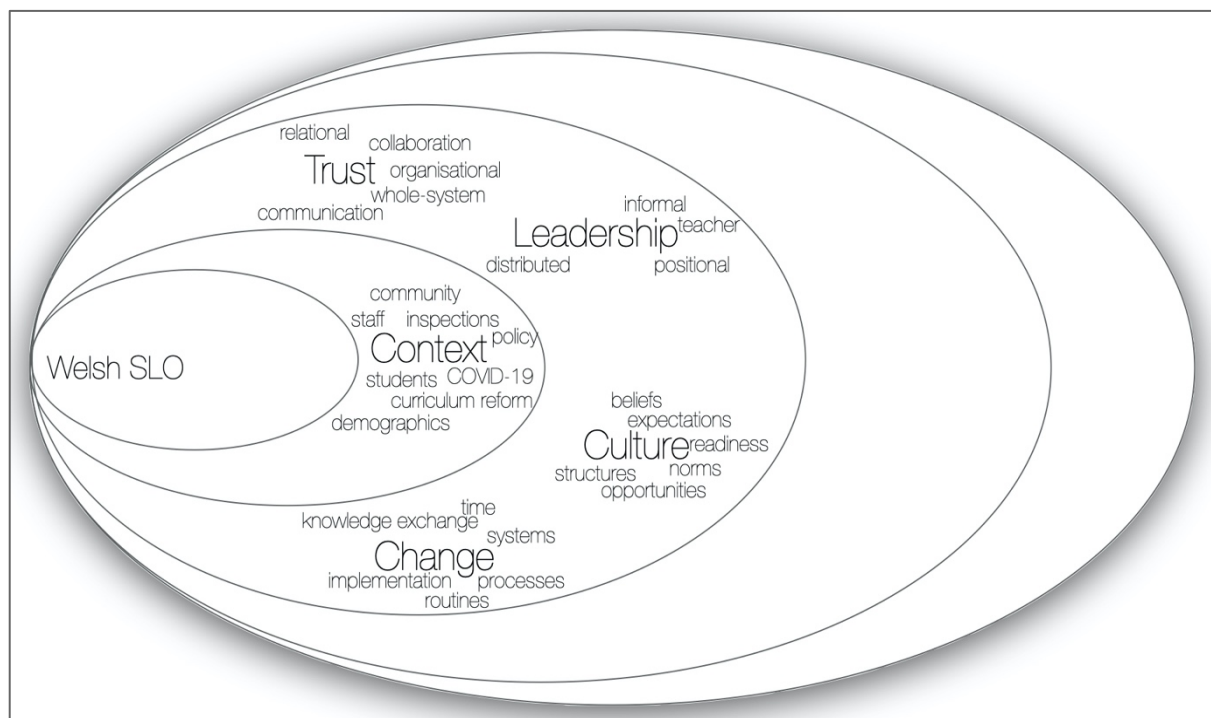 relational
collaboration
Trust
organisational
whole-system
communication
informal
teacher
Leadership
distributed
positional
community
staff
inspections
policy
Context
students
COVID-19
curriculum reform
demographics
Welsh SLO
beliefs
expectations
Culture
readiness
structures
norms
opportunities
time
knowledge exchange
systems
Change
implementation
processes
routines